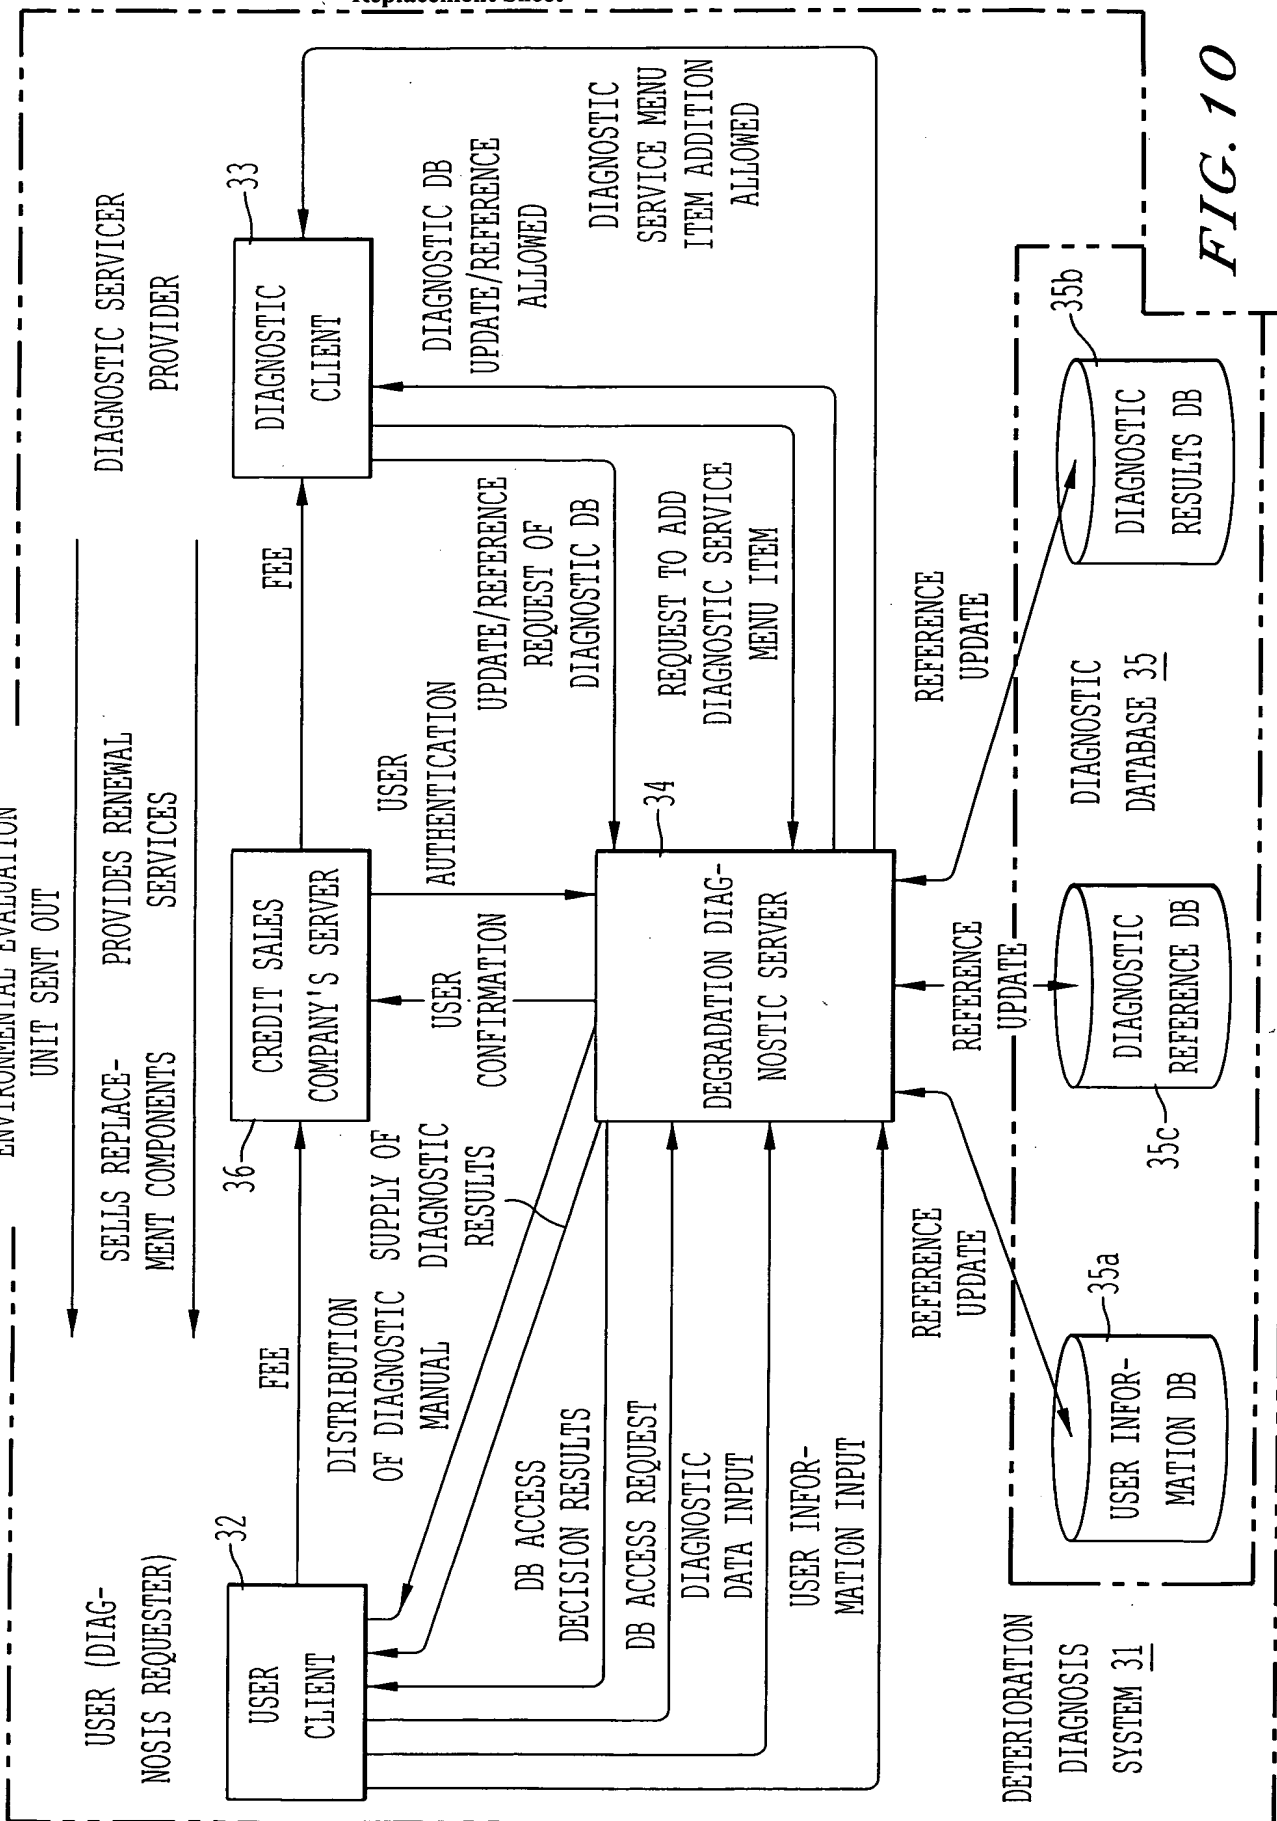 Replacement Sheet
USER (DIAG-
NOSIS REQUESTER)
ENVIRONMENTAL EVALUATION
UNIT SENT OUT
DIAGNOSTIC SERVICER
PROVIDER
SELLS REPLACE-
MENT COMPONENTS
PROVIDES RENEWAL
SERVICES
32
USER
CLIENT
FEE
36
CREDIT SALES
COMPANY'S SERVER
FEE
33
DIAGNOSTIC
CLIENT
DISTRIBUTION
OF DIAGNOSTIC
MANUAL
SUPPLY OF
DIAGNOSTIC
RESULTS
USER
CONFIRMATION
USER
AUTHENTICATION
UPDATE/REFERENCE
REQUEST OF
DIAGNOSTIC DB
DIAGNOSTIC DB
UPDATE/REFERENCE
ALLOWED
DIAGNOSTIC
SERVICE MENU
ITEM ADDITION
ALLOWED
REQUEST TO ADD
DIAGNOSTIC SERVICE
MENU ITEM
DB ACCESS
DECISION RESULTS
DB ACCESS REQUEST
DIAGNOSTIC
DATA INPUT
USER INFOR-
MATION INPUT
34
DEGRADATION DIAG-
NOSTIC SERVER
REFERENCE
UPDATE
REFERENCE
UPDATE
REFERENCE
UPDATE
DETERIORATION
DIAGNOSIS
SYSTEM 31
35a
USER INFOR-
MATION DB
35c
DIAGNOSTIC
REFERENCE DB
DIAGNOSTIC
DATABASE 35
35b
DIAGNOSTIC
RESULTS DB
FIG. 10